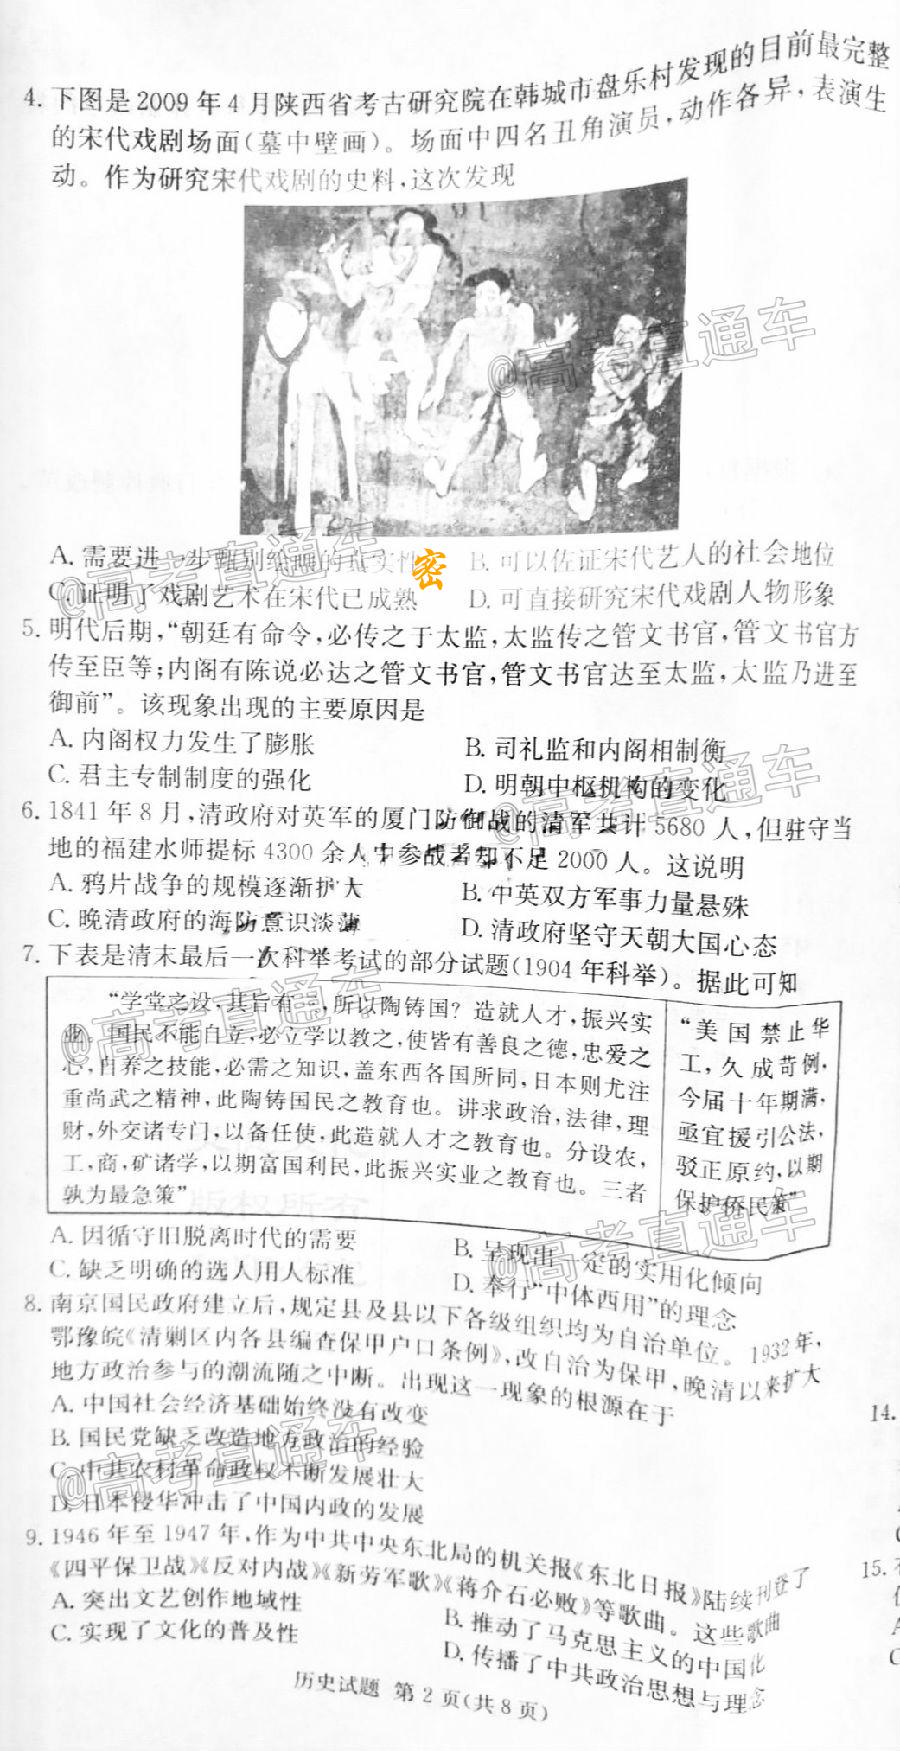 4. 下图是2009年4月陕西省考古研究院在韩城市盘乐村发现的目前最完整
的宋代戏剧场面(墓中壁画)。场面中四名丑角演员,动作各异,表演生
动。作为研究宋代戏剧的史料,这次发现
@高考直通车
A. 需要进一步甄别绘画的真实性
密
B. 可以佐证宋代艺人的社会地位
@高考直通车
C. 证明了戏剧艺术在宋代已成熟
D. 可直接研究宋代戏剧人物形象
5. 明代后期,“朝廷有命令,必传之于太监,太监传之管文书官,管文书官方
传至臣等;内阁有陈说必达之管文书官,管文书官达至太监,太监乃进至
御前”。该现象出现的主要原因是
A. 内阁权力发生了膨胀
B. 司礼监和内阁相制衡
C. 君主专制制度的强化
D. 明朝中枢机构的变化
@高考直通车
6. 1841年8月,清政府对英军的厦门防御战的清军共计5680人,但驻守当
地的福建水师提标4300余人中参战者却不足2000人。这说明
A. 鸦片战争的规模逐渐扩大
B. 中英双方军事力量悬殊
C. 晚清政府的海防意识淡薄
D. 清政府坚守天朝大国心态
7. 下表是清末最后一次科举考试的部分试题(1904年科举)。据此可知
“学堂之设,其旨有三,所以陶铸国?造就人才,振兴实
业。国民不能自立,必立学以教之,使皆有善良之德,忠爱之
心,自养之技能,必需之知识,盖东西各国所同,日本则尤注
重尚武之精神,此陶铸国民之教育也。讲求政治,法律,理
财,外交诸专门,以备任使,此造就人才之教育也。分设农,
工,商,矿诸学,以期富国利民,此振兴实业之教育也。三者
孰为最急策”
“美国禁止华
工,久成苛例,
今届十年期满,
亟宜援引公法,
驳正原约,以期
保护侨民策”
@高考直通车
版权所有
@高考直通车
A. 因循守旧脱离时代的需要
B. 呈现出一定的实用化倾向
C. 缺乏明确的选人用人标准
D. 奉行“中体西用”的理念
8. 南京国民政府建立后,规定县及县以下各级组织均为自治单位。1932年,
鄂豫皖《清剿区内各县编查保甲户口条例》,改自治为保甲,晚清以来扩大
地方政治参与的潮流随之中断。出现这一现象的根源在于
A. 中国社会经济基础始终没有改变
B. 国民党缺乏改造地方政治的经验
C. 中共农村革命政权不断发展壮大
D. 日本侵华冲击了中国内政的发展
@高考直通车
9. 1946年至1947年,作为中共中央东北局的机关报《东北日报》陆续刊登了
《四平保卫战》《反对内战》《新劳军歌》《蒋介石必败》等歌曲。这些歌曲
A. 突出文艺创作地域性
B. 推动了马克思主义的中国化
C. 实现了文化的普及性
D. 传播了中共政治思想与理念
历史试题 第2页(共8页)
14.
15.